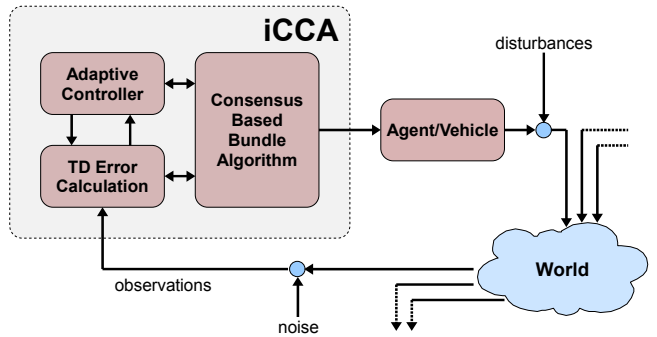 iCCA
disturbances
Adaptive
Controller
Consensus
Based
Bundle
Algorithm
Agent/Vehicle
TD Error
Calculation
World
observations
noise